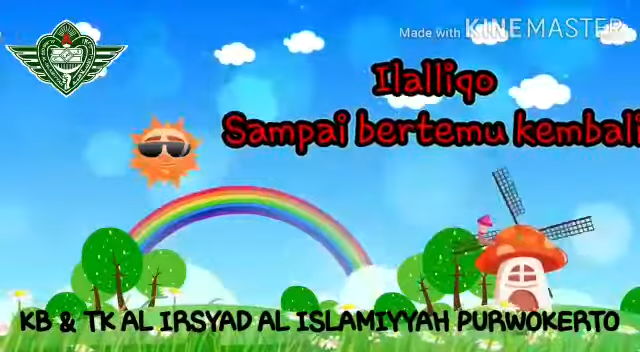 Made with KINEMASTER
Ilalliqo
Sampai bertemu kembali
KB & TK AL IRSYAD AL ISLAMIYYAH PURWOKERTO